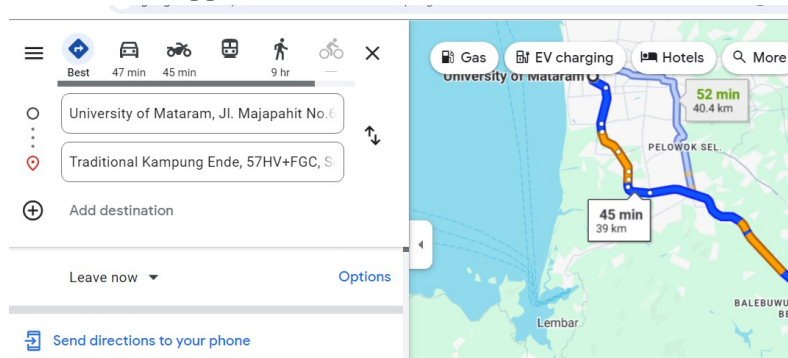 Best 47 min 45 min 9 hr —
University of Mataram, Jl. Majapahit No.6
Traditional Kampung Ende, 57HV+FGC, S
Add destination
Leave now
Options
Send directions to your phone
Gas EV charging Hotels More
University of Mataram
52 min
40.4 km
PELOWOK SEL.
45 min
39 km
BALEBUWU
BE
Lembar